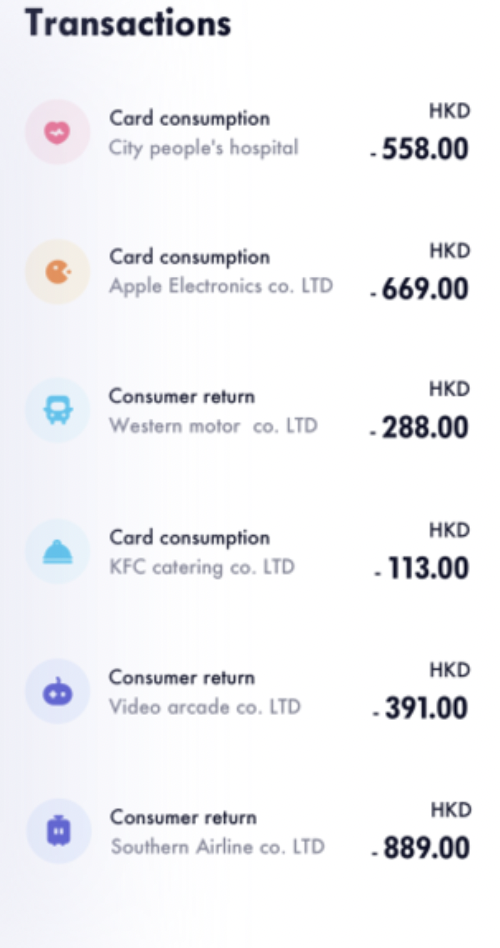 Transactions
HKD
Card consumption
City people's hospital
- 558.00
HKD
Card consumption
Apple Electronics co. LTD
- 669.00
HKD
Consumer return
Western motor  co. LTD
- 288.00
HKD
Card consumption
KFC catering co. LTD
- 113.00
HKD
Consumer return
Video arcade co. LTD
- 391.00
HKD
Consumer return
Southern Airline co. LTD
- 889.00